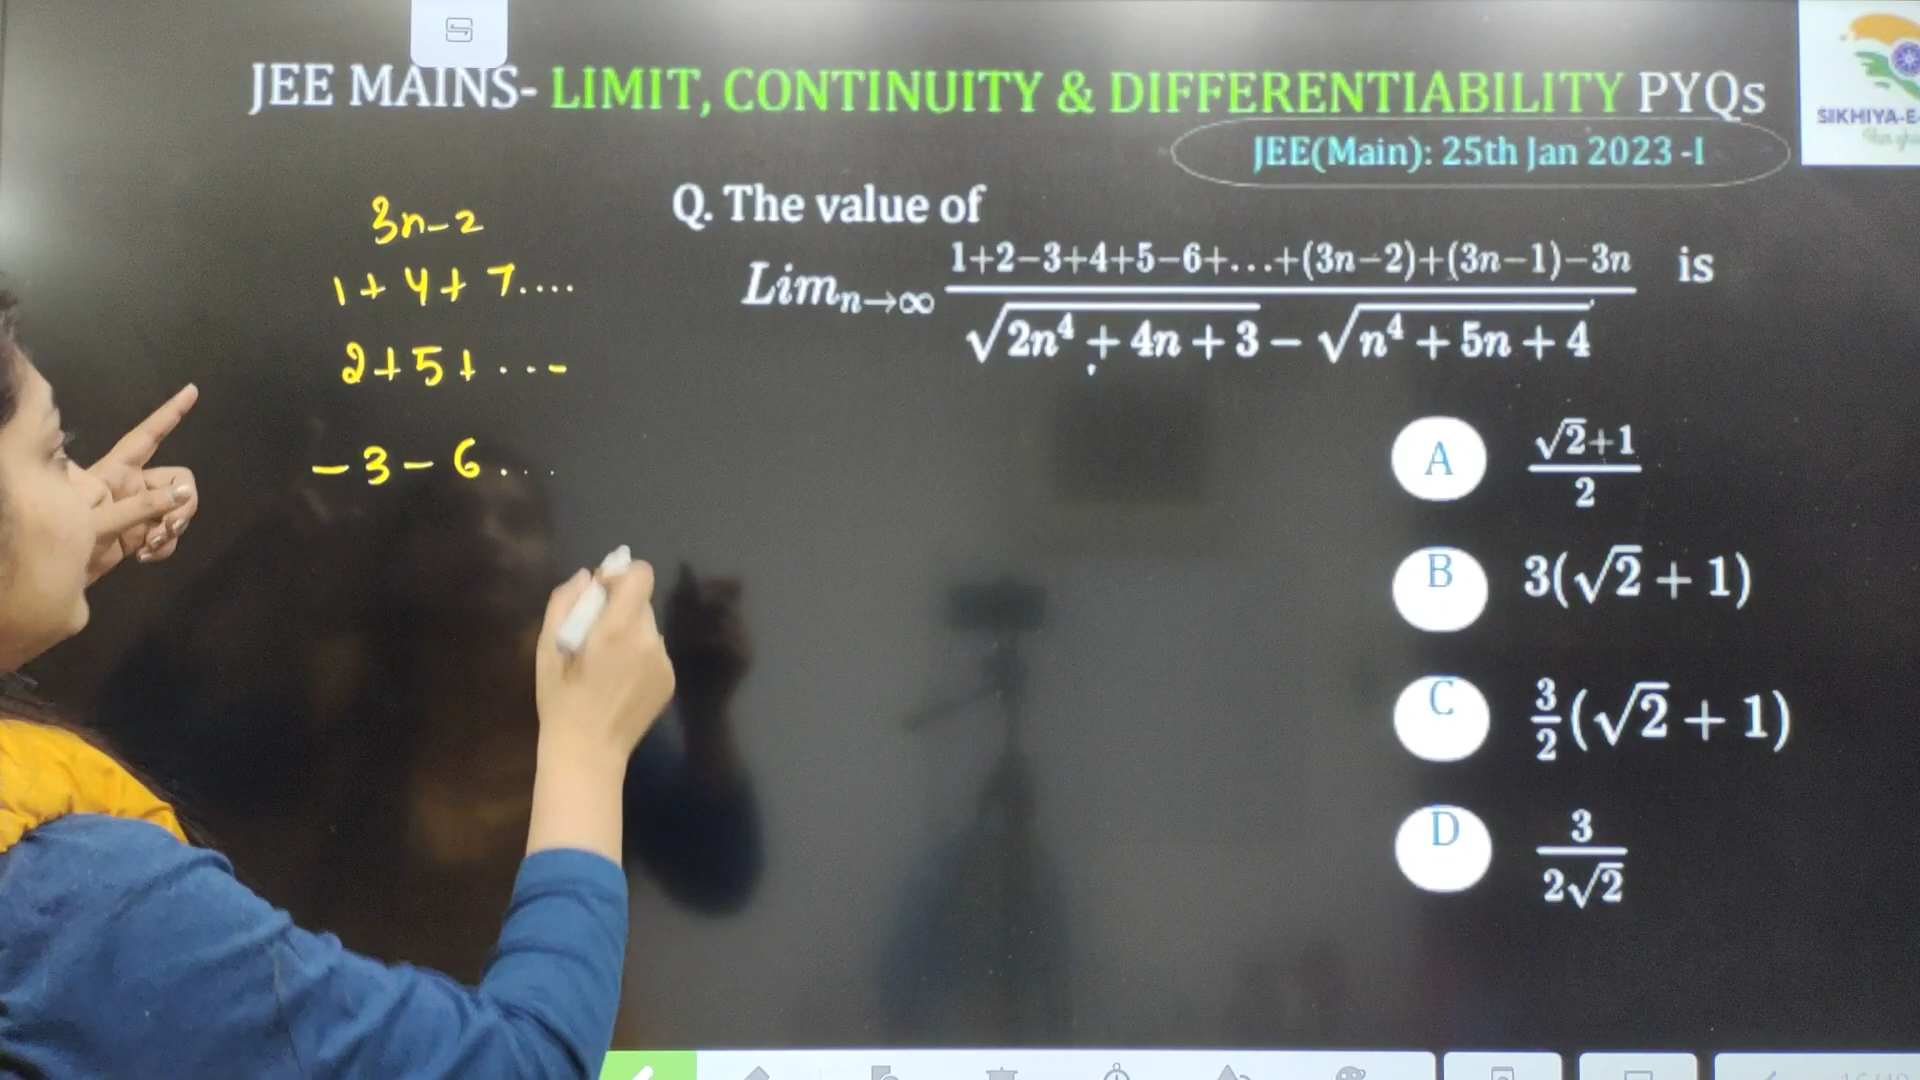 JEE MAINS- LIMIT, CONTINUITY & DIFFERENTIABILITY PYQs
SIKHIYA-E-
JEE(Main): 25th Jan 2023 -I
Q. The value of
Lim n→∞ (1+2−3+4+5−6+...+(3n−2)+(3n−1)−3n) / (√(2n⁴ + 4n + 3) − √(n⁴ + 5n + 4)) is
3n-2
1 + 4 + 7....
2 + 5 + ...-
- 3 - 6 ....
A (√2+1)/2
B 3(√2 + 1)
C 3/2(√2 + 1)
D 3/(2√2)